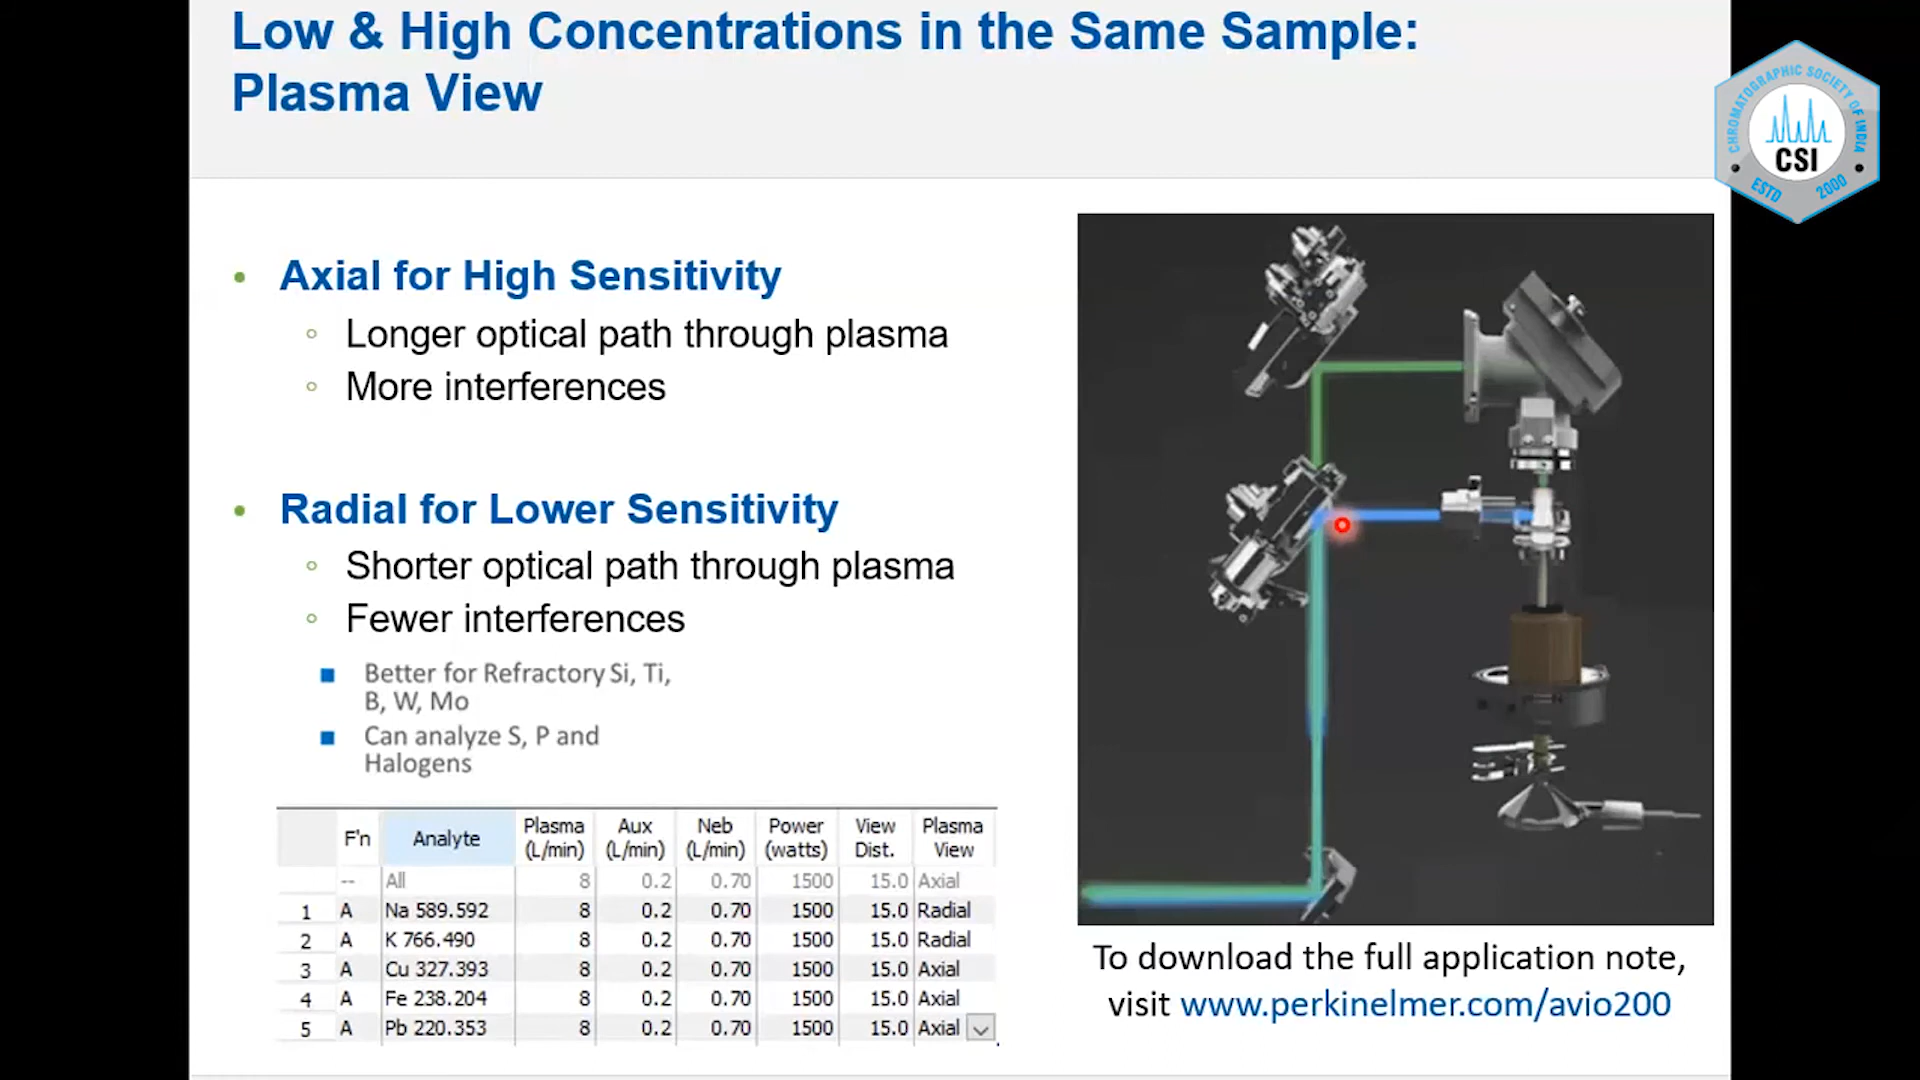 Low & High Concentrations in the Same Sample:
Plasma View
CHROMATOGRAPHIC SOCIETY OF INDIA
CSI
ESTD 2000
• Axial for High Sensitivity
◦ Longer optical path through plasma
◦ More interferences
• Radial for Lower Sensitivity
◦ Shorter optical path through plasma
◦ Fewer interferences
■ Better for Refractory Si, Ti,
B, W, Mo
■ Can analyze S, P and
Halogens
F'n Analyte Plasma (L/min) Aux (L/min) Neb (L/min) Power (watts) View Dist. Plasma View
-- All 8 0.2 0.70 1500 15.0 Axial
1 A Na 589.592 8 0.2 0.70 1500 15.0 Radial
2 A K 766.490 8 0.2 0.70 1500 15.0 Radial
3 A Cu 327.393 8 0.2 0.70 1500 15.0 Axial
4 A Fe 238.204 8 0.2 0.70 1500 15.0 Axial
5 A Pb 220.353 8 0.2 0.70 1500 15.0 Axial
To download the full application note,
visit www.perkinelmer.com/avio200